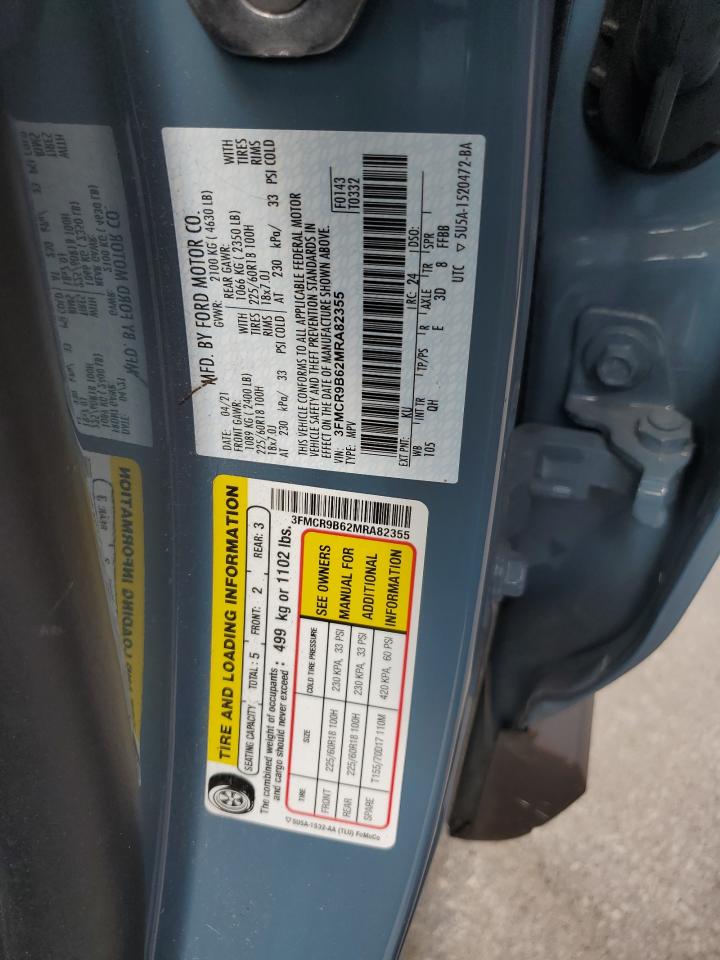 MFD. BY FORD MOTOR CO.
DATE: 04/21 GVWR: 2100 KG ( 4630 LB)
FRONT GAWR: REAR GAWR: WITH
1089 KG ( 2400 LB) 1066 KG ( 2350 LB) TIRES
225/60R18 100H WITH TIRES 225/60R18 100H RIMS
18x7.0J RIMS 18x7.0J
AT 230 kPa/ 33 PSI COLD AT 230 kPa/ 33 PSI COLD
THIS VEHICLE CONFORMS TO ALL APPLICABLE FEDERAL MOTOR
VEHICLE SAFETY AND THEFT PREVENTION STANDARDS IN
EFFECT ON THE DATE OF MANUFACTURE SHOWN ABOVE.
VIN: 3FMCR9B62MRA82355 F0143
TYPE: MPV T0332
EXT PNT: KU RC: 24 DSO:
WB INT TR TP/PS R AXLE TR SPR
105 QH E 3D 8 FFBB
UTC ▽ 5U5A-1520472-BA
TIRE AND LOADING INFORMATION
SEATING CAPACITY TOTAL: 5 FRONT: 2 REAR: 3
The combined weight of occupants and cargo should never exceed: 499 kg or 1102 lbs.
3FMCR9B62MRA82355
TIRE SIZE COLD TIRE PRESSURE
FRONT 225/60R18 100H 230 KPA, 33 PSI
REAR 225/60R18 100H 230 KPA, 33 PSI
SPARE T155/70D17 110M 420 KPA, 60 PSI
SEE OWNERS
MANUAL FOR
ADDITIONAL
INFORMATION
▽ 5U5A-1532-AA (TLU) FoMoCo